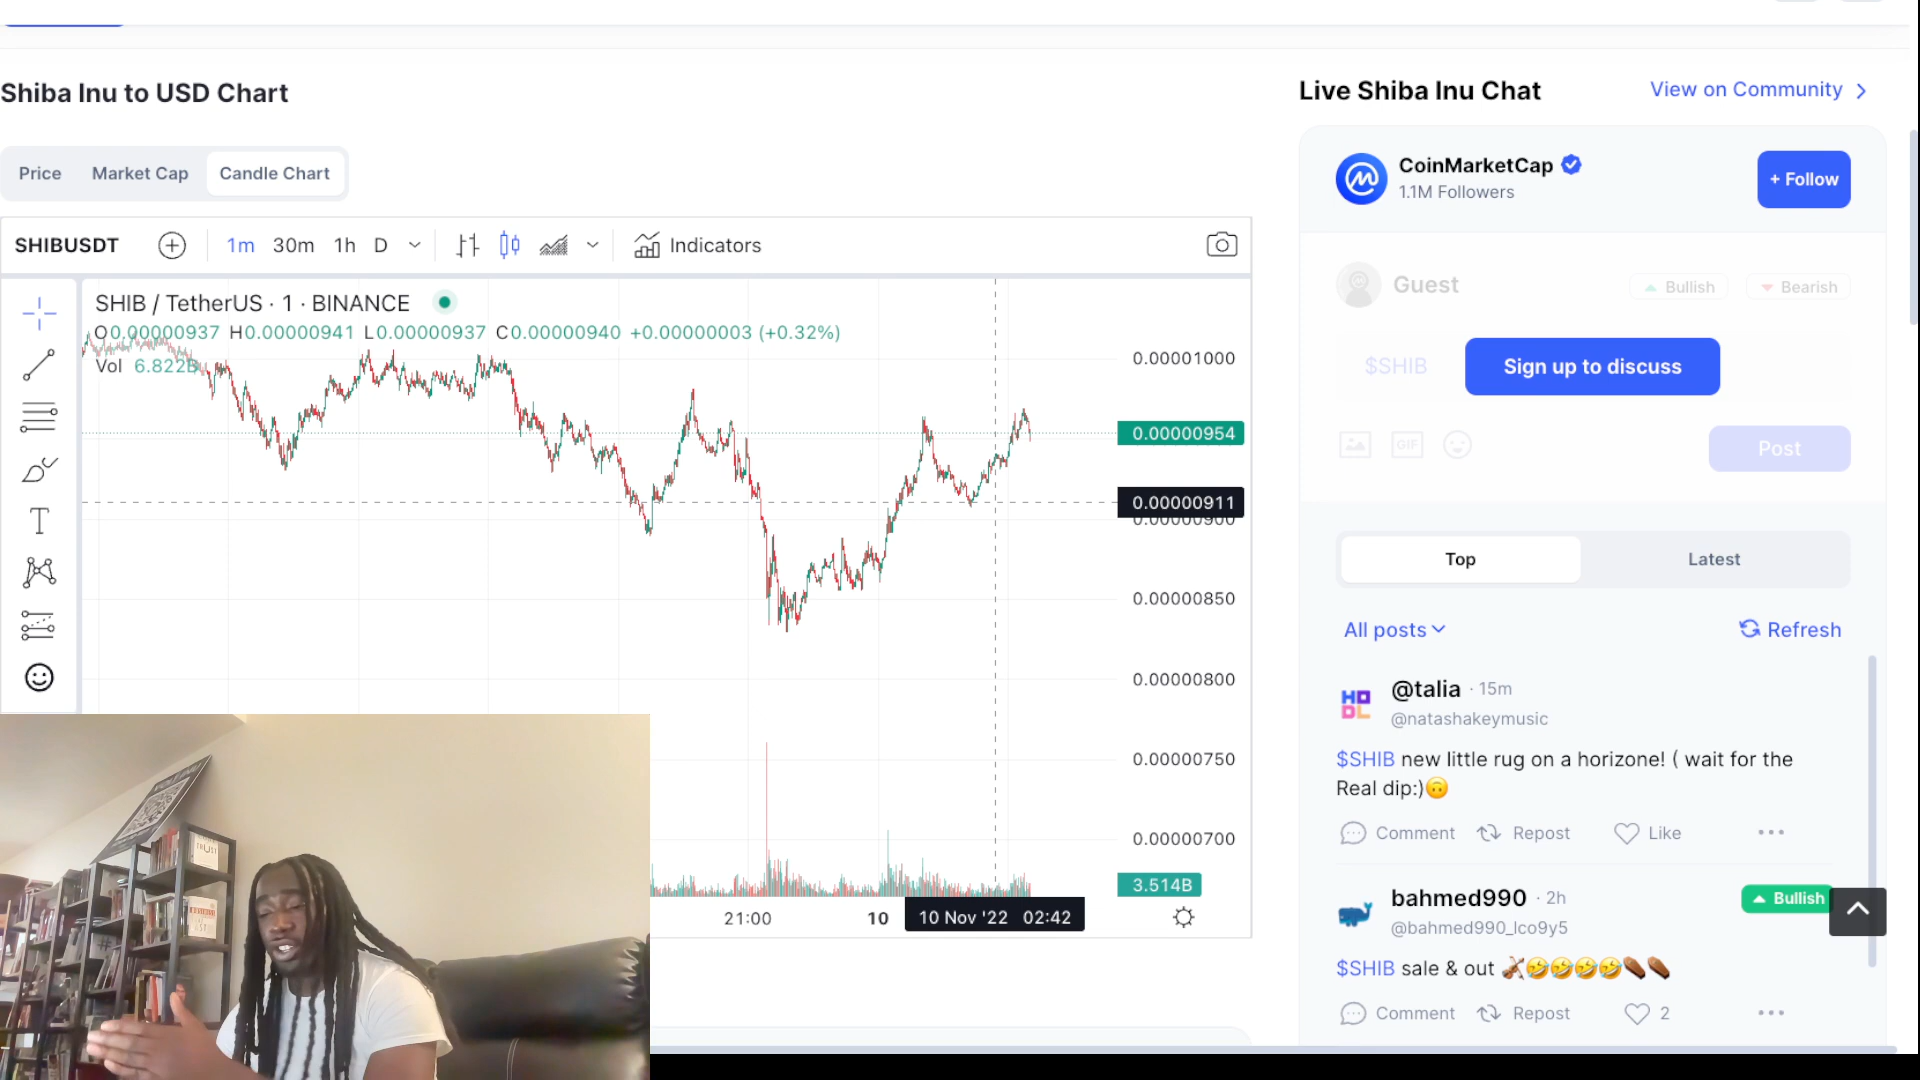 Shiba Inu to USD Chart
Price Market Cap Candle Chart
SHIBUSDT 1m 30m 1h D Indicators
SHIB / TetherUS · 1 · BINANCE
O0.00000937 H0.00000941 L0.00000937 C0.00000940 +0.00000003 (+0.32%)
Vol 6.822B
0.00001000
0.00000954
0.00000911
0.00000900
0.00000850
0.00000800
0.00000750
0.00000700
3.514B
21:00 10 10 Nov '22 02:42
Live Shiba Inu Chat View on Community
CoinMarketCap
1.1M Followers
+ Follow
Guest Bullish Bearish
$SHIB Sign up to discuss
GIF Post
Top Latest
All posts Refresh
HODL
@talia · 15m
@natashakeymusic
$SHIB new little rug on a horizone! ( wait for the
Real dip:)🙃
Comment Repost Like
bahmed990 · 2h Bullish
@bahmed990_lco9y5
$SHIB sale & out 🎻🤣🤣🤣🤣⚰️⚰️
Comment Repost 2